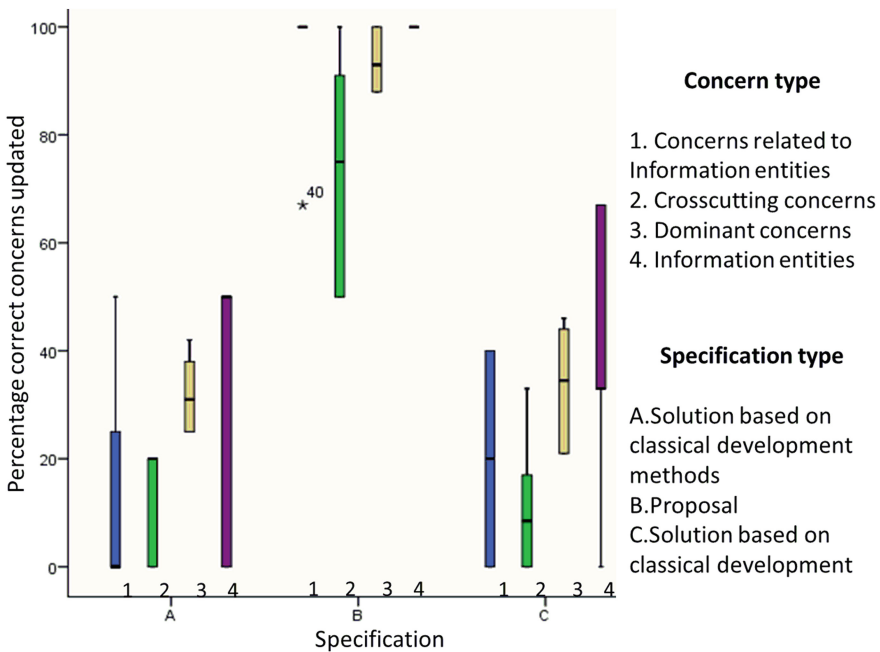 Percentage correct concerns updated
100
80
60
40
20
0
40
1 2 3 4 1 2 3 4 1 2 3 4
A B C
Specification
Concern type
1. Concerns related to
Information entities
2. Crosscutting concerns
3. Dominant concerns
4. Information entities
Specification type
A.Solution based on
classical development
methods
B.Proposal
C.Solution based on
classical development